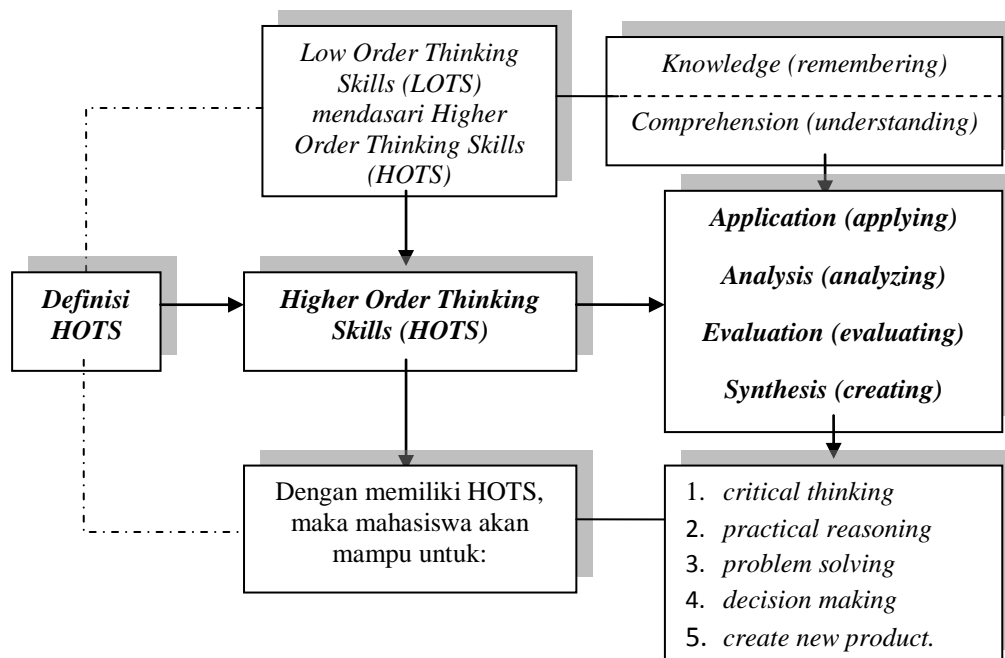 Low Order Thinking
Skills (LOTS)
mendasari Higher
Order Thinking Skills
(HOTS)
Knowledge (remembering)
Comprehension (understanding)
Definisi
HOTS
Higher Order Thinking
Skills (HOTS)
Application (applying)
Analysis (analyzing)
Evaluation (evaluating)
Synthesis (creating)
Dengan memiliki HOTS,
maka mahasiswa akan
mampu untuk:
1. critical thinking
2. practical reasoning
3. problem solving
4. decision making
5. create new product.